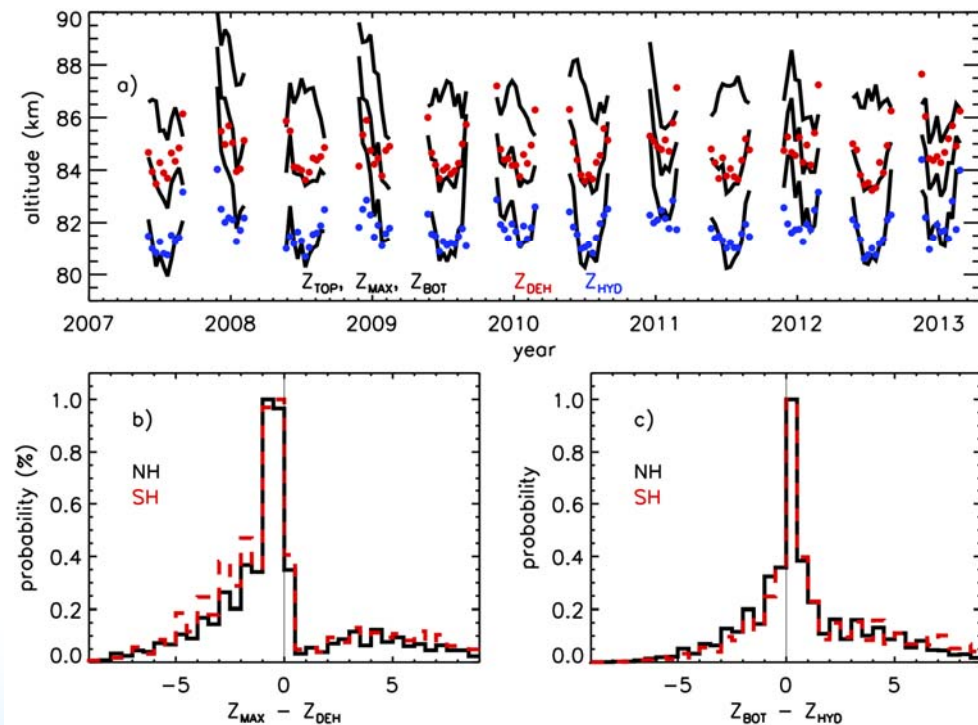 a)
altitude (km)
90
88
86
84
82
80
Z_TOP, Z_MAX, Z_BOT Z_DEH Z_HYD
2007 2008 2009 2010 2011 2012 2013
year
b)
NH
SH
probability (%)
1.0
0.8
0.6
0.4
0.2
0.0
−5 0 5
Z_MAX − Z_DEH
c)
NH
SH
probability
1.0
0.8
0.6
0.4
0.2
0.0
−5 0 5
Z_BOT − Z_HYD